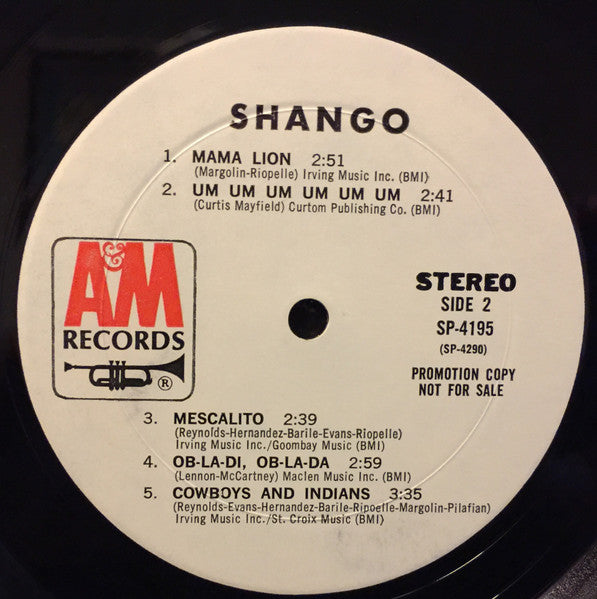 SHANGO
1. MAMA LION 2:51
(Margolin-Riopelle) Irving Music Inc. (BMI)
2. UM UM UM UM UM UM 2:41
(Curtis Mayfield) Curtom Publishing Co. (BMI)
A&M
RECORDS
®
STEREO
SIDE 2
SP-4195
(SP-4290)
PROMOTION COPY
NOT FOR SALE
3. MESCALITO 2:39
(Reynolds-Hernandez-Barile-Evans-Riopelle)
Irving Music Inc./Goombay Music (BMI)
4. OB-LA-DI, OB-LA-DA 2:59
(Lennon-McCartney) Maclen Music Inc. (BMI)
5. COWBOYS AND INDIANS 3:35
(Reynolds-Evans-Hernandez-Barile-Ripoelle-Margolin-Pilafian)
Irving Music Inc./St. Croix Music (BMI)